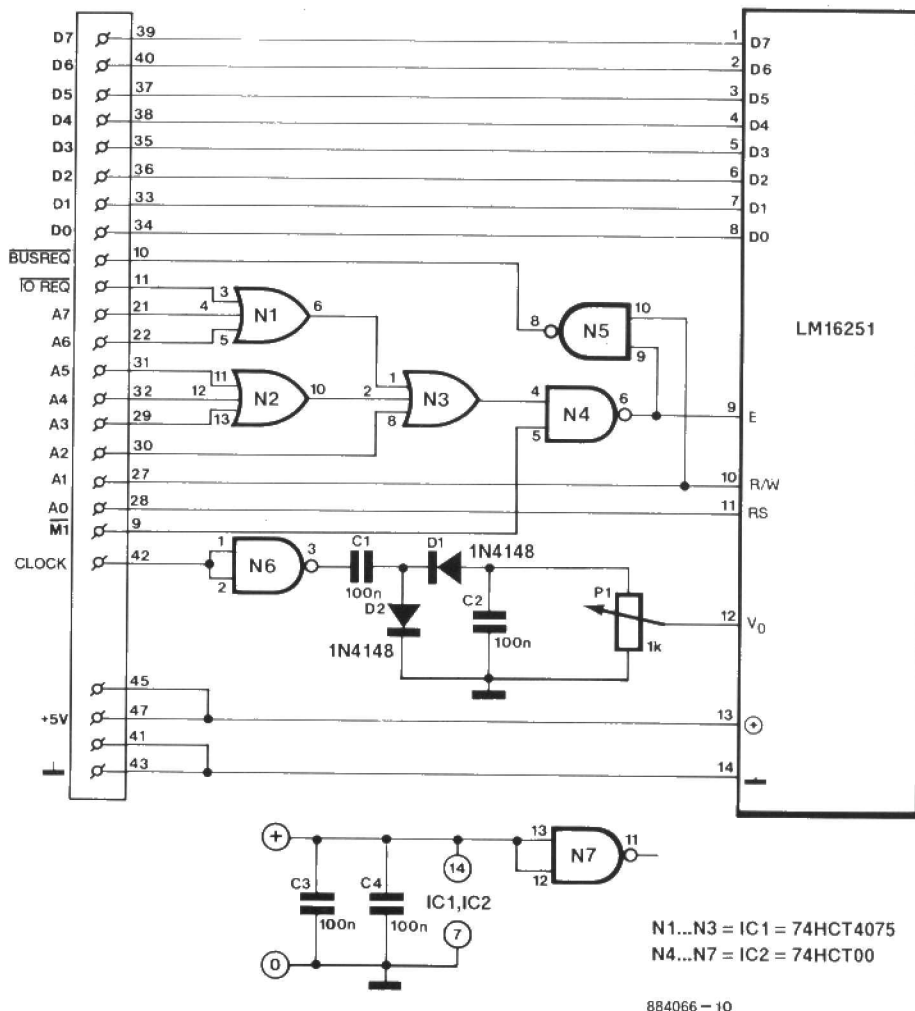 D7 39 1 D7
D6 40 2 D6
D5 37 3 D5
D4 38 4 D4
D3 35 5 D3
D2 36 6 D2
D1 33 7 D1
D0 34 8 D0
BUSREQ 10
IO REQ 11 3 8 N5 10 LM16251
A7 21 4 N1 6
A6 22 5 9
A5 31 11 1
A4 32 12 N2 10 2 N3 4 N4 6 9 E
A3 29 13 8 5
A2 30
A1 27 10 R/W
A0 28 11 RS
M1 9
CLOCK 42 1 N6 3 C1 D1 1N4148
2 100n D2 C2 P1 12 V0
1N4148 100n 1k
45
+5V 47 13 +
41
43 14
+ 13 N7 11
14 12
C3 C4 IC1,IC2
100n 100n 7
0
N1...N3 = IC1 = 74HCT4075
N4...N7 = IC2 = 74HCT00
884066 – 10